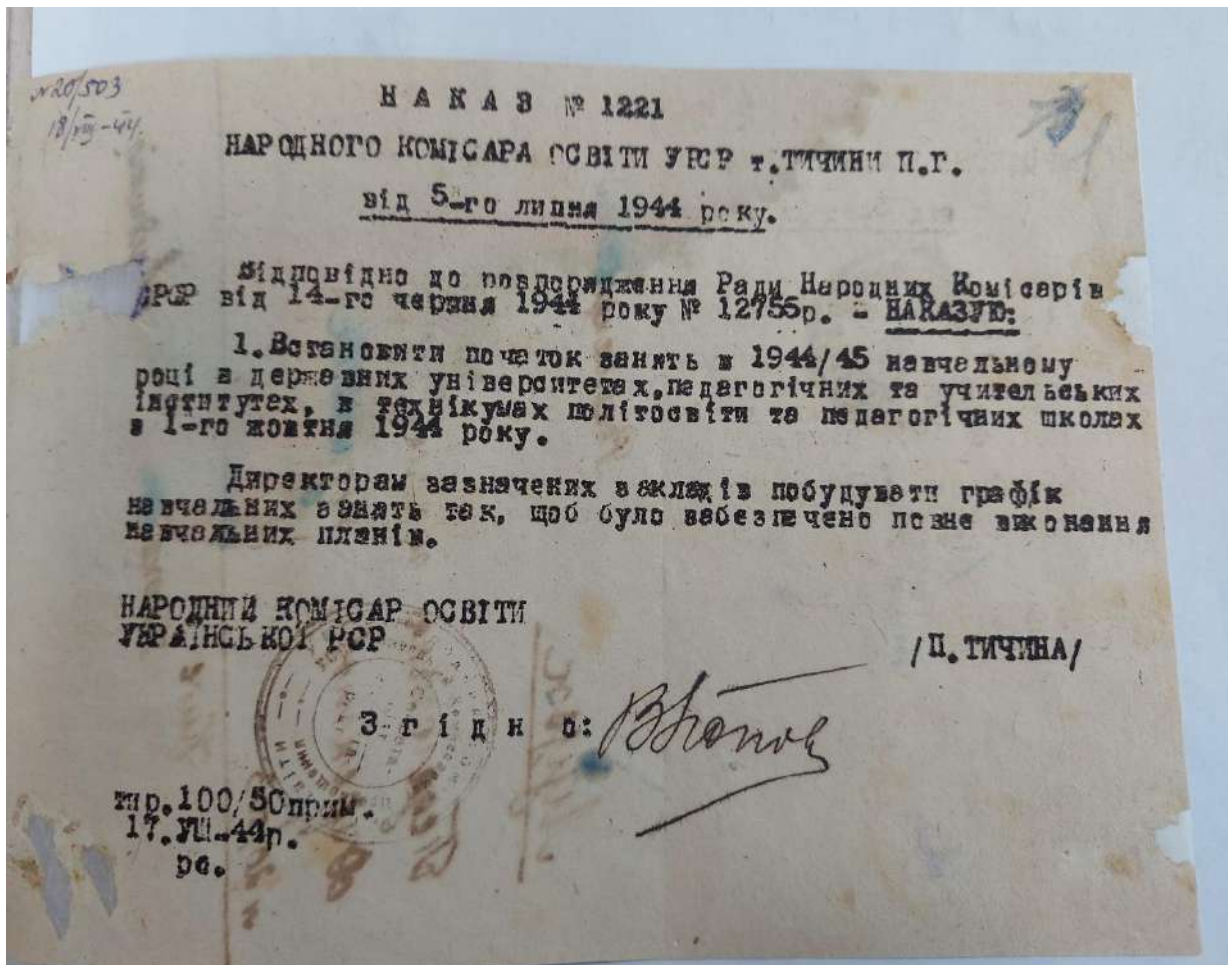 №20/503
18/VIII-44.
НАКАЗ № 1221
НАРОДНОГО КОМІСАРА ОСВІТИ УРСР т.ТИЧИНИ П.Г.
від 5-го липня 1944 року.
Відповідно до розпорядження Ради Народних Комісарів
СРСР від 14-го червня 1944 року № 12755р. - НАКАЗУЮ:
1.Встановити початок занять в 1944/45 навчальному
році в державних університетах,педагогічних та учительських
інститутах, в технікумах політосвіти та педагогічних школах
з 1-го жовтня 1944 року.
Директорам зазначених закладів побудувати графік
навчальних занять так, щоб було забезпечено повне виконання
навчальних планів.
НАРОДНИЙ КОМІСАР ОСВІТИ
УКРАЇНСЬКОЇ РСР
/П.ТИЧИНА/
Згідно:
тир.100/50прим.
17.УШ-44р.
рс.